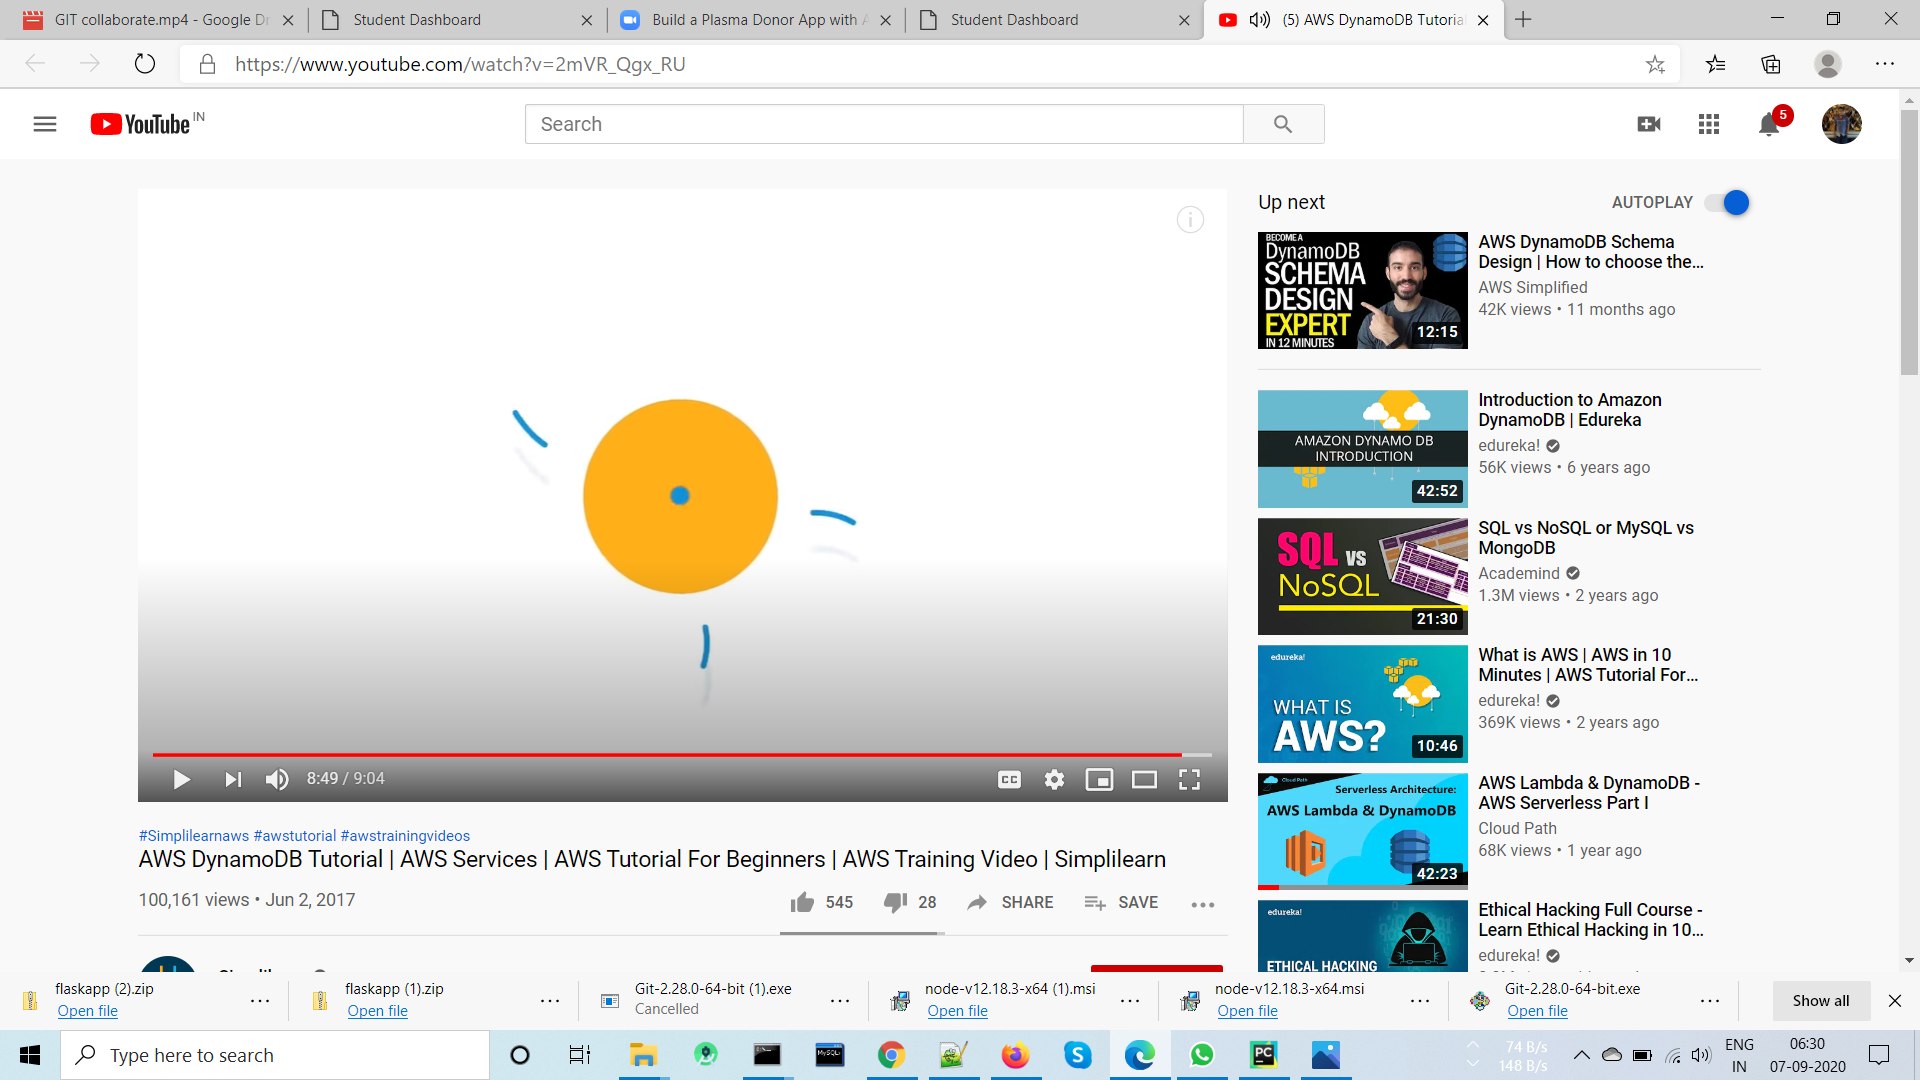 GIT collaborate.mp4 - Google Dr
Student Dashboard
Build a Plasma Donor App with A
Student Dashboard
(5) AWS DynamoDB Tutorial
https://www.youtube.com/watch?v=2mVR_Qgx_RU
YouTube IN
Search
5
Up next
AUTOPLAY
BECOME A
DynamoDB
SCHEMA
DESIGN
EXPERT
IN 12 MINUTES
12:15
AWS DynamoDB Schema
Design | How to choose the...
AWS Simplified
42K views • 11 months ago
AMAZON DYNAMO DB
INTRODUCTION
42:52
Introduction to Amazon
DynamoDB | Edureka
edureka!
56K views • 6 years ago
SQL vs
NoSQL
21:30
SQL vs NoSQL or MySQL vs
MongoDB
Academind
1.3M views • 2 years ago
edureka!
WHAT IS
AWS?
10:46
What is AWS | AWS in 10
Minutes | AWS Tutorial For...
edureka!
369K views • 2 years ago
Cloud Path
Serverless Architecture:
AWS Lambda & DynamoDB
42:23
AWS Lambda & DynamoDB -
AWS Serverless Part I
Cloud Path
68K views • 1 year ago
edureka!
ETHICAL HACKING
Ethical Hacking Full Course -
Learn Ethical Hacking in 10...
edureka!
8:49 / 9:04
CC
#Simplilearnaws #awstutorial #awstrainingvideos
AWS DynamoDB Tutorial | AWS Services | AWS Tutorial For Beginners | AWS Training Video | Simplilearn
100,161 views • Jun 2, 2017
545
28
SHARE
SAVE
flaskapp (2).zip
Open file
flaskapp (1).zip
Open file
Git-2.28.0-64-bit (1).exe
Cancelled
node-v12.18.3-x64 (1).msi
Open file
node-v12.18.3-x64.msi
Open file
Git-2.28.0-64-bit.exe
Open file
Show all
Type here to search
MySQL
PC
74 B/s
148 B/s
ENG
IN
06:30
07-09-2020